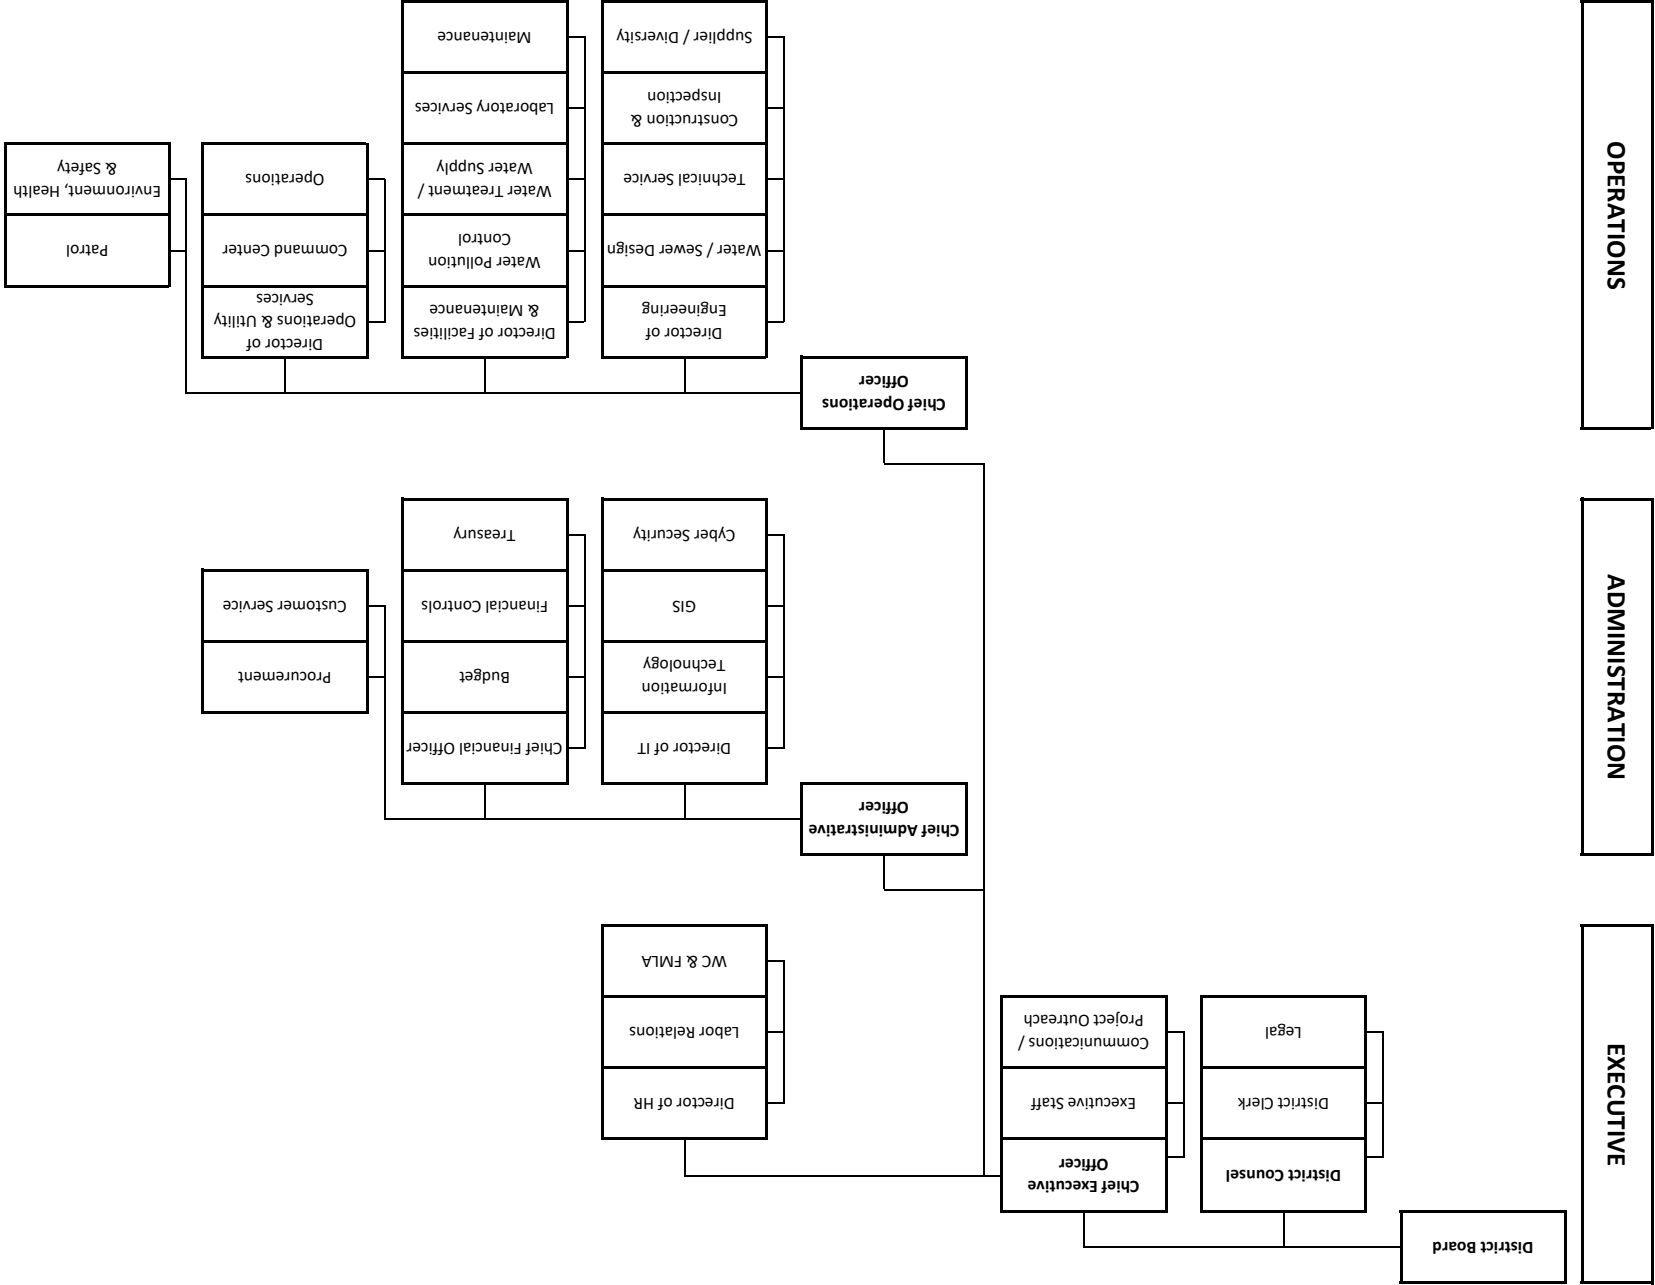 EXECUTIVE
District Board
District Counsel
District Clerk
Legal
Chief Executive
Officer
Executive Staff
Communications /
Project Outreach
Director of HR
Labor Relations
WC & FMLA
ADMINISTRATION
Chief Administrative
Officer
Director of IT
Information
Technology
GIS
Cyber Security
Chief Financial Officer
Budget
Financial Controls
Treasury
Procurement
Customer Service
OPERATIONS
Chief Operations
Officer
Director of
Engineering
Water / Sewer Design
Technical Service
Construction &
Inspection
Supplier / Diversity
Director of Facilities
& Maintenance
Water Pollution
Control
Water Treatment /
Water Supply
Laboratory Services
Maintenance
Director of
Operations & Utility
Services
Command Center
Operations
Patrol
Environment, Health
& Safety